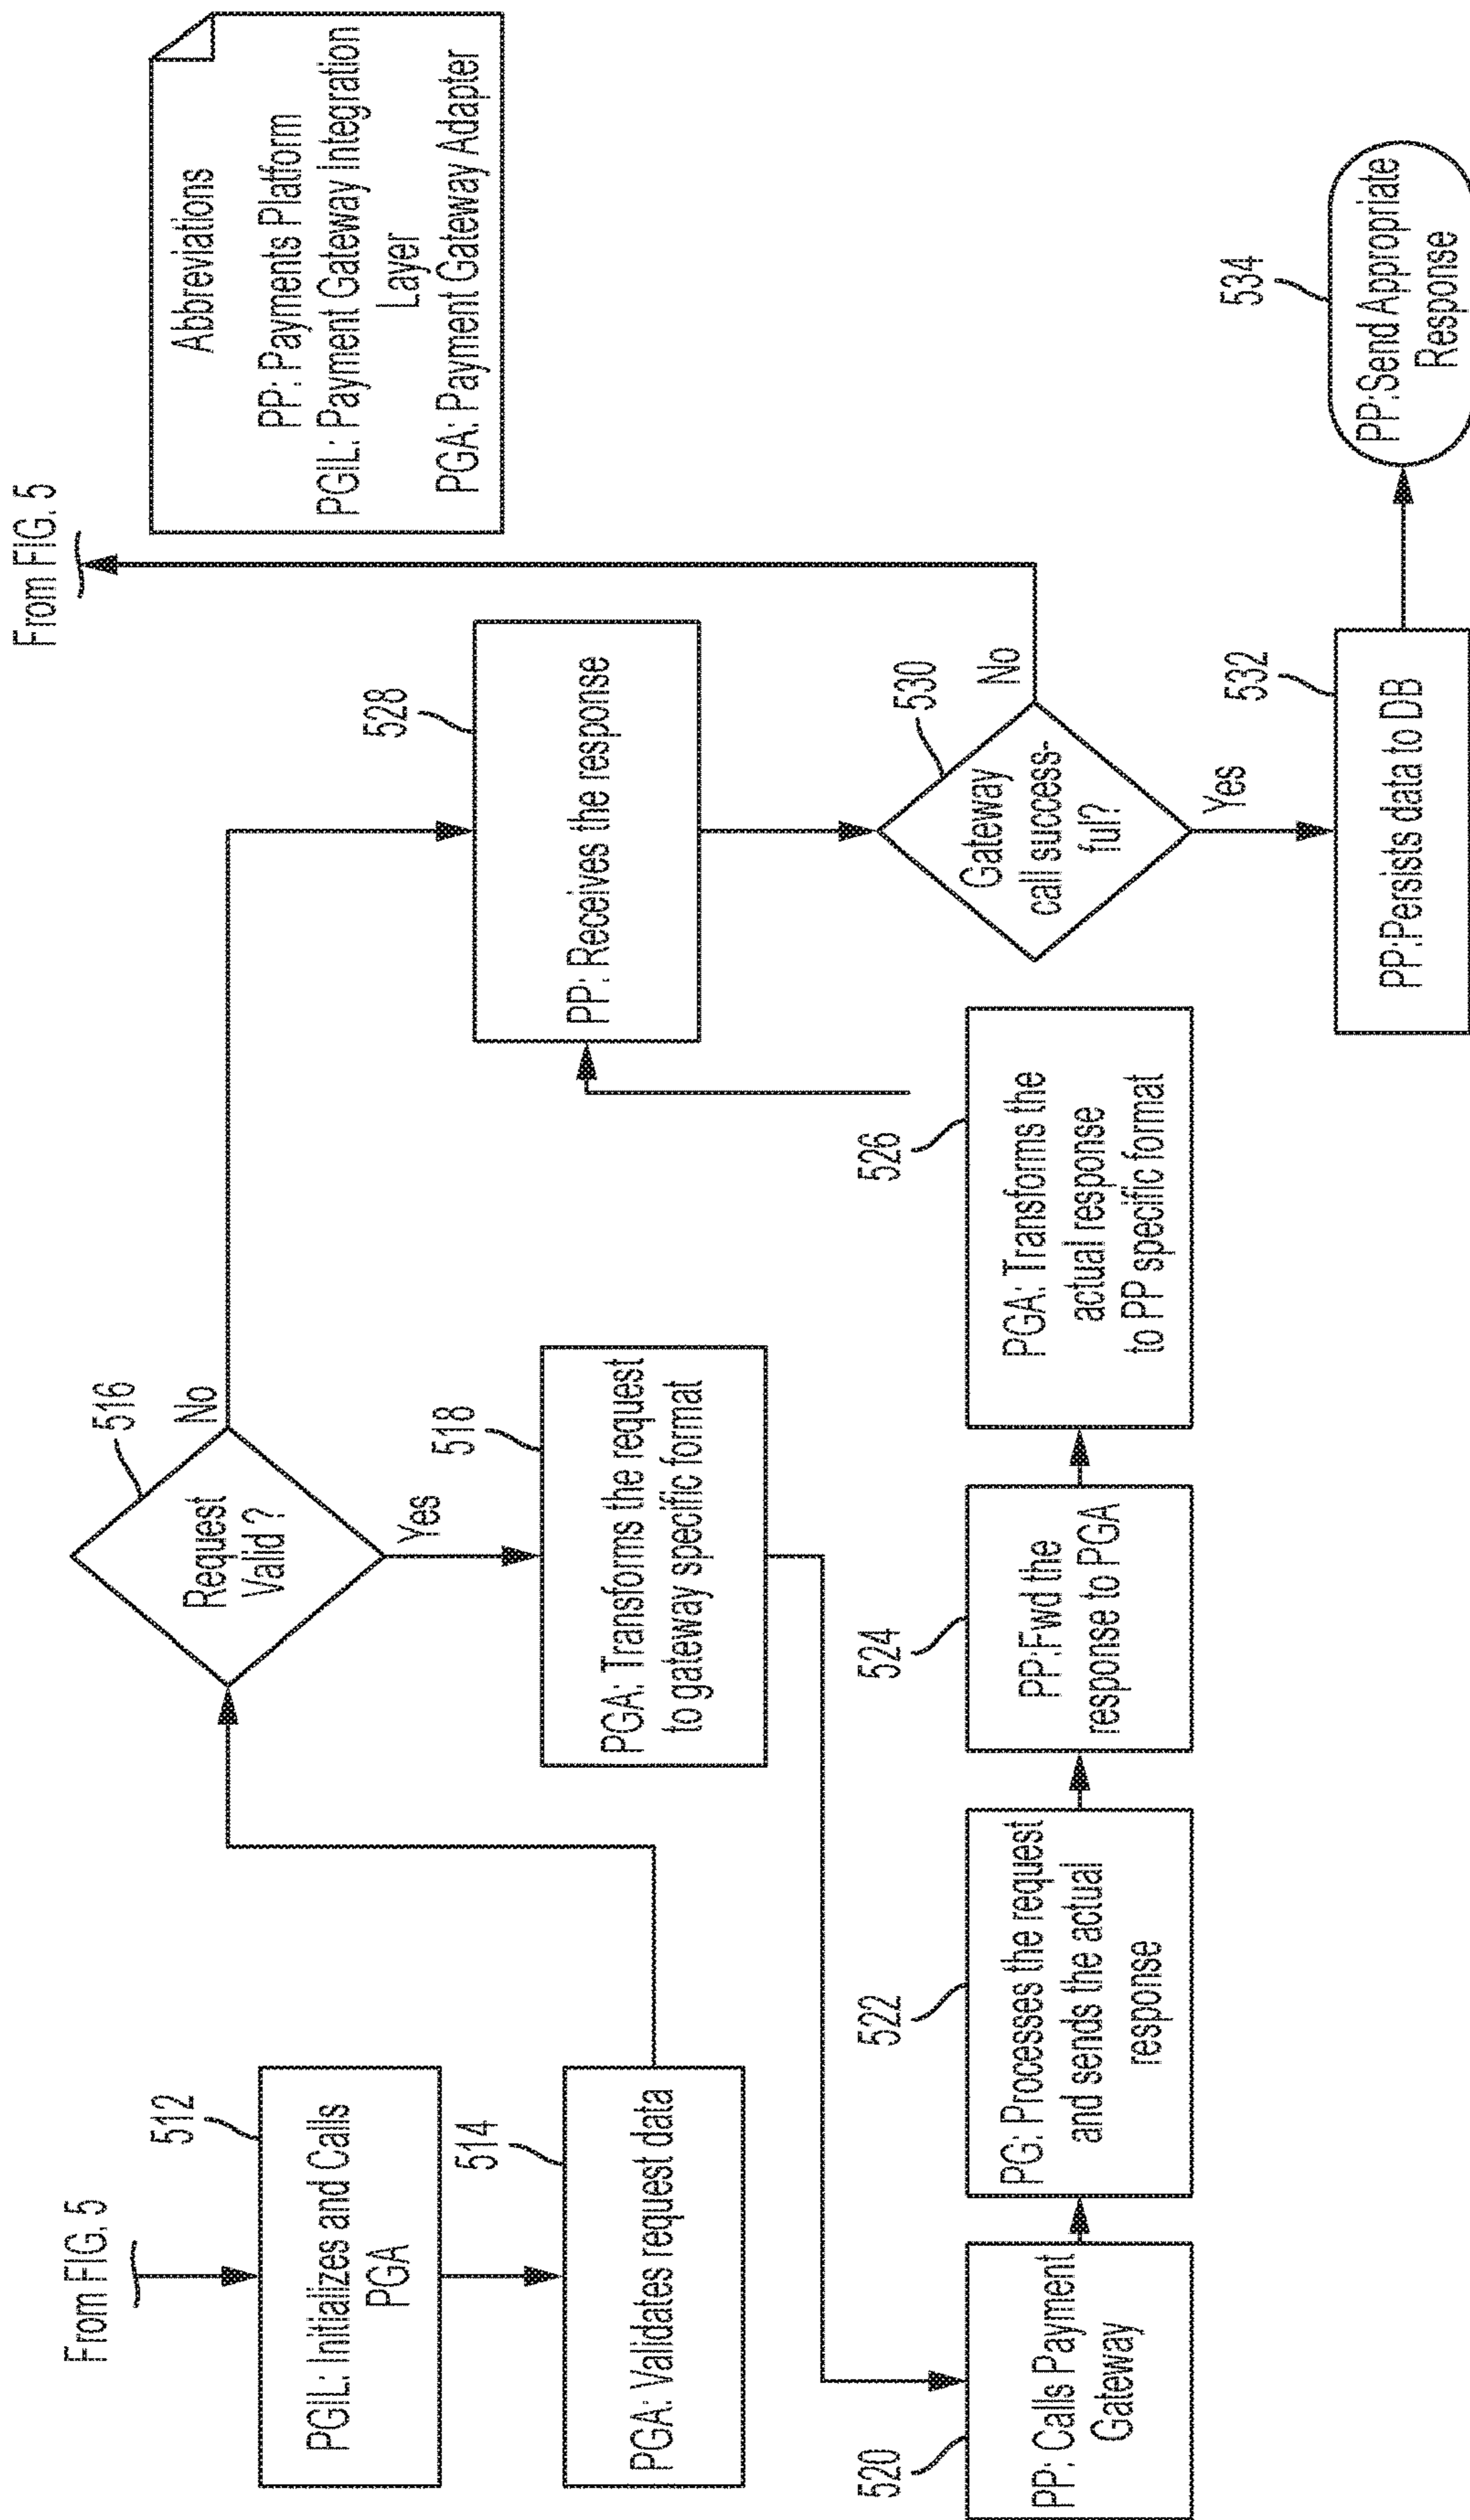 From FIG. 5
512
PGIL: Initializes and Calls
PGA
514
PGA: Validates request data
516
Request
Valid ?
No
Yes
518
PGA: Transforms the request
to gateway specific format
520
PP: Calls Payment
Gateway
522
PG: Processes the request
and sends the actual
response
524
PP:Fwd the
response to PGA
526
PGA: Transforms the
actual response
to PP specific format
528
PP: Receives the response
530
Gateway
call success-
ful?
No
Yes
From FIG. 5
532
PP:Persists data to DB
534
PP:Send Appropriate
Response
Abbreviations
PP: Payments Platform
PGIL: Payment Gateway Integration
Layer
PGA: Payment Gateway Adapter